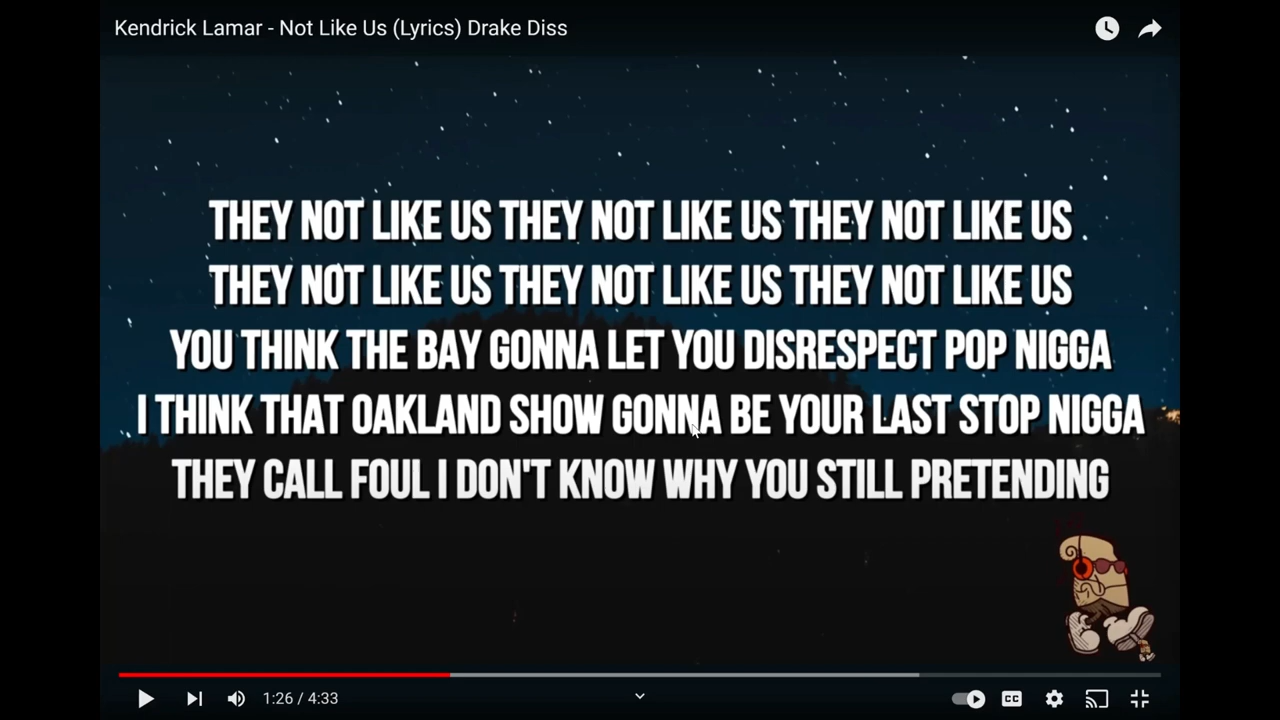 Kendrick Lamar - Not Like Us (Lyrics) Drake Diss
THEY NOT LIKE US THEY NOT LIKE US THEY NOT LIKE US
THEY NOT LIKE US THEY NOT LIKE US THEY NOT LIKE US
YOU THINK THE BAY GONNA LET YOU DISRESPECT POP NIGGA
I THINK THAT OAKLAND SHOW GONNA BE YOUR LAST STOP NIGGA
THEY CALL FOUL I DON'T KNOW WHY YOU STILL PRETENDING
1:26 / 4:33
CC